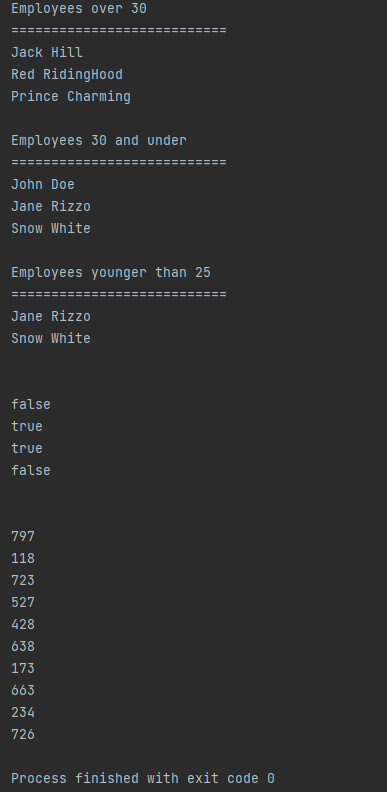 Employees over 30
===========================
Jack Hill
Red RidingHood
Prince Charming
Employees 30 and under
===========================
John Doe
Jane Rizzo
Snow White
Employees younger than 25
===========================
Jane Rizzo
Snow White
false
true
true
false
797
118
723
527
428
638
173
663
234
726
Process finished with exit code 0